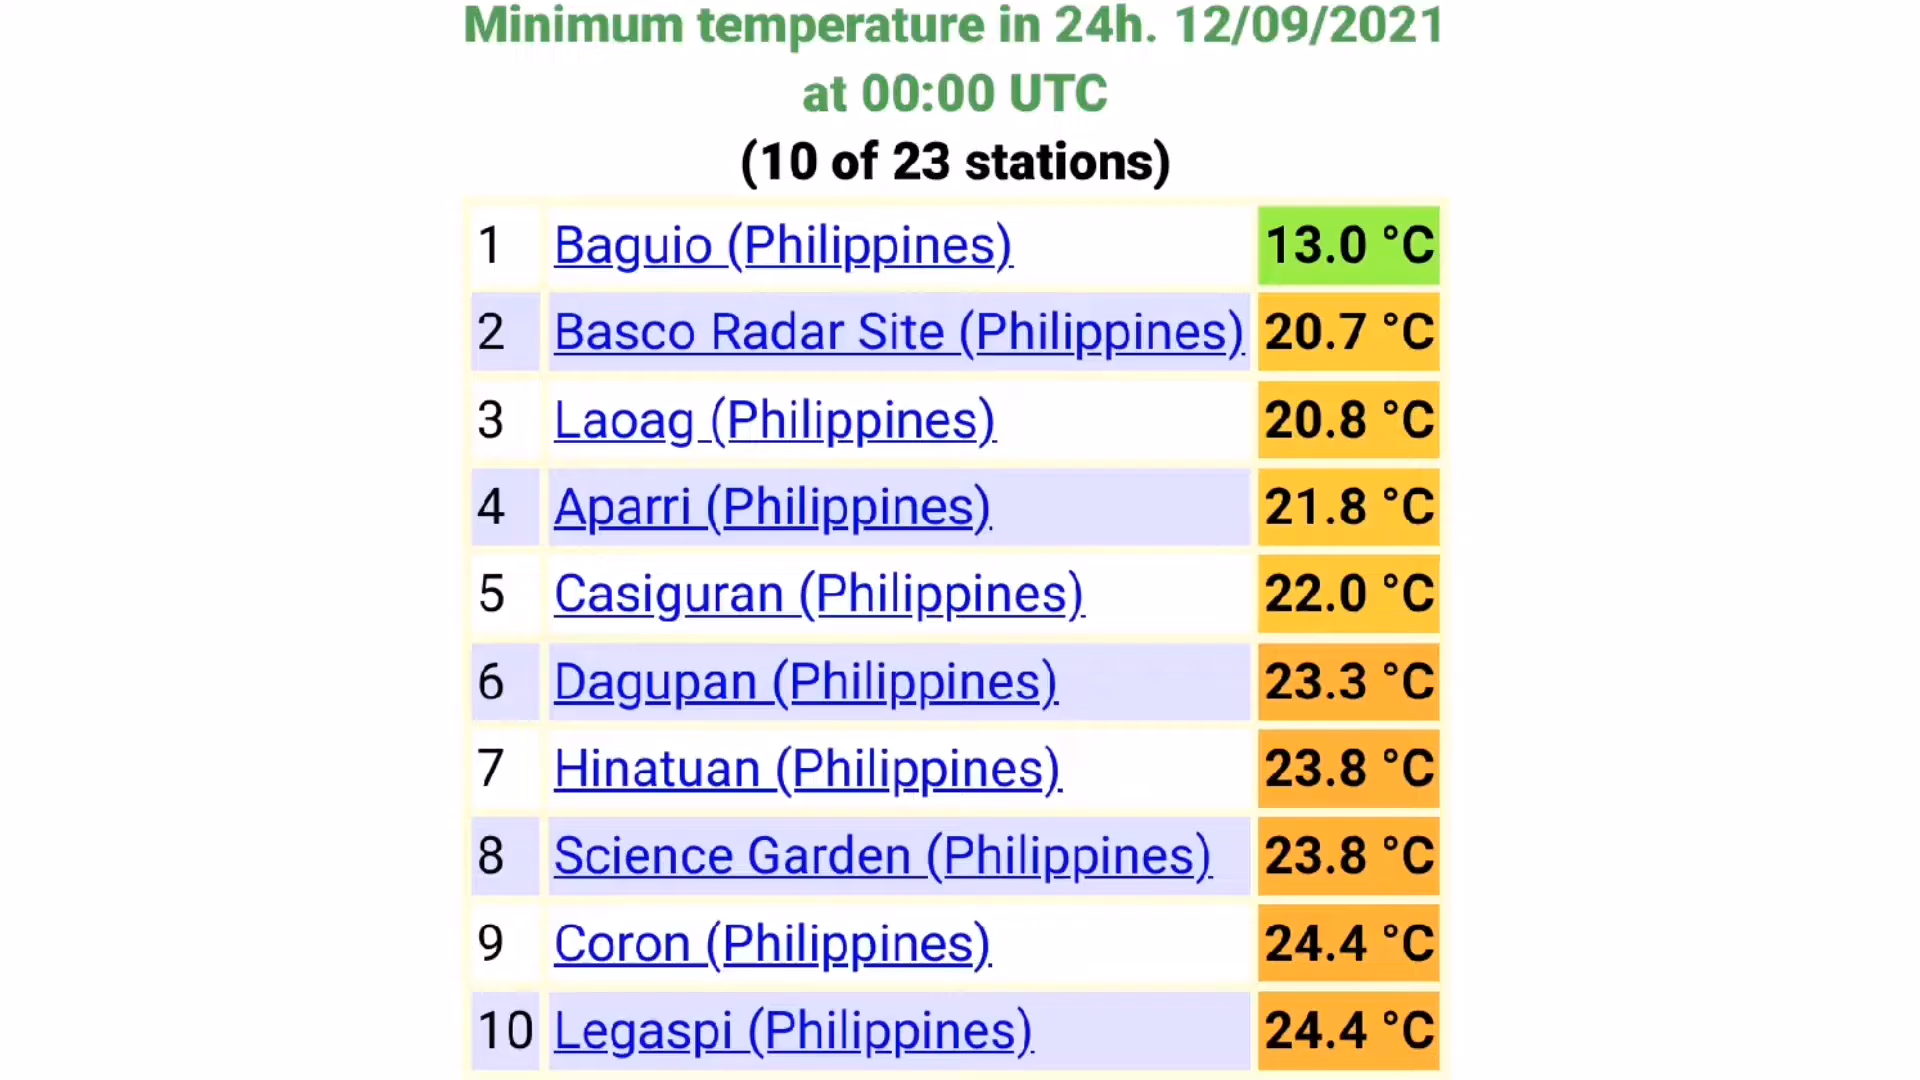 Minimum temperature in 24h. 12/09/2021
at 00:00 UTC
(10 of 23 stations)
1 Baguio (Philippines) 13.0 °C
2 Basco Radar Site (Philippines) 20.7 °C
3 Laoag (Philippines) 20.8 °C
4 Aparri (Philippines) 21.8 °C
5 Casiguran (Philippines) 22.0 °C
6 Dagupan (Philippines) 23.3 °C
7 Hinatuan (Philippines) 23.8 °C
8 Science Garden (Philippines) 23.8 °C
9 Coron (Philippines) 24.4 °C
10 Legaspi (Philippines) 24.4 °C